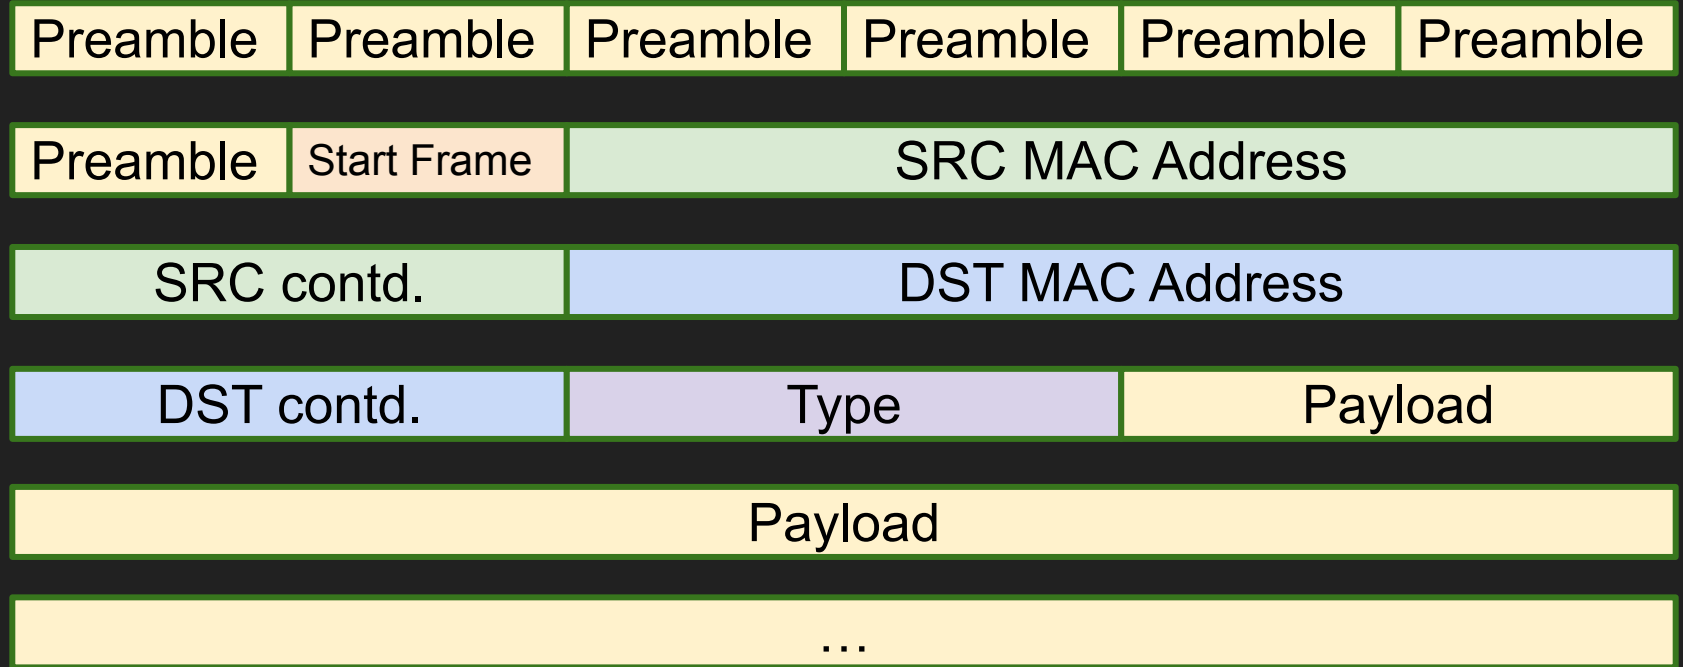 Preamble Preamble Preamble Preamble Preamble Preamble
Preamble Start Frame SRC MAC Address
SRC contd. DST MAC Address
DST contd. Type Payload
Payload
…